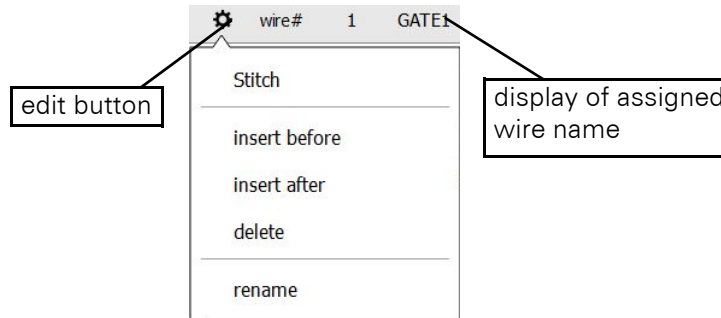 wire# 1 GATE1
edit button
Stitch
display of assigned
wire name
insert before
insert after
delete
rename